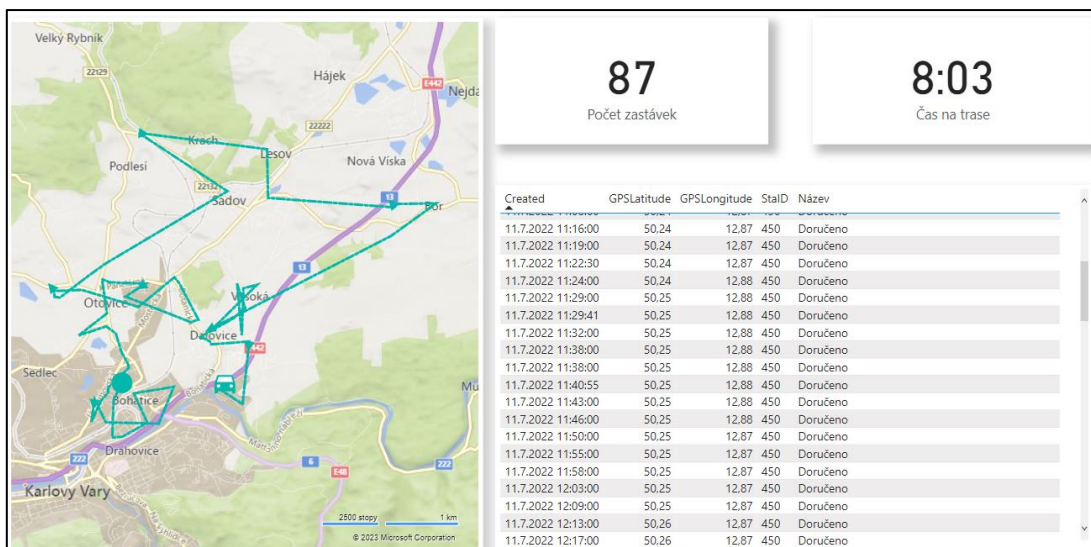 Velký Rybník
22129
Hájek
E442
Nejda
22222
Krach
Lesov
Podlesí
Nová Víska
22132
Sadov
13
Bor
Otovice
Vysoká
13
Dalovice
E442
Sedlec
Bohatice
Mu
Drahovice
222
6
E48
222
Karlovy Vary
2500 stopy
1 km
© 2023 Microsoft Corporation
87
Počet zastávek
8:03
Čas na trase
Created GPSLatitude GPSLongitude StaID Název
11.7.2022 11:16:00 50,24 12,87 450 Doručeno
11.7.2022 11:19:00 50,24 12,87 450 Doručeno
11.7.2022 11:22:30 50,24 12,87 450 Doručeno
11.7.2022 11:24:00 50,24 12,88 450 Doručeno
11.7.2022 11:29:00 50,25 12,88 450 Doručeno
11.7.2022 11:29:41 50,25 12,88 450 Doručeno
11.7.2022 11:32:00 50,25 12,88 450 Doručeno
11.7.2022 11:38:00 50,25 12,88 450 Doručeno
11.7.2022 11:38:00 50,25 12,88 450 Doručeno
11.7.2022 11:40:55 50,25 12,88 450 Doručeno
11.7.2022 11:43:00 50,25 12,88 450 Doručeno
11.7.2022 11:46:00 50,25 12,88 450 Doručeno
11.7.2022 11:50:00 50,25 12,87 450 Doručeno
11.7.2022 11:55:00 50,25 12,87 450 Doručeno
11.7.2022 11:58:00 50,25 12,87 450 Doručeno
11.7.2022 12:03:00 50,25 12,87 450 Doručeno
11.7.2022 12:09:00 50,25 12,87 450 Doručeno
11.7.2022 12:13:00 50,26 12,87 450 Doručeno
11.7.2022 12:17:00 50,26 12,87 450 Doručeno